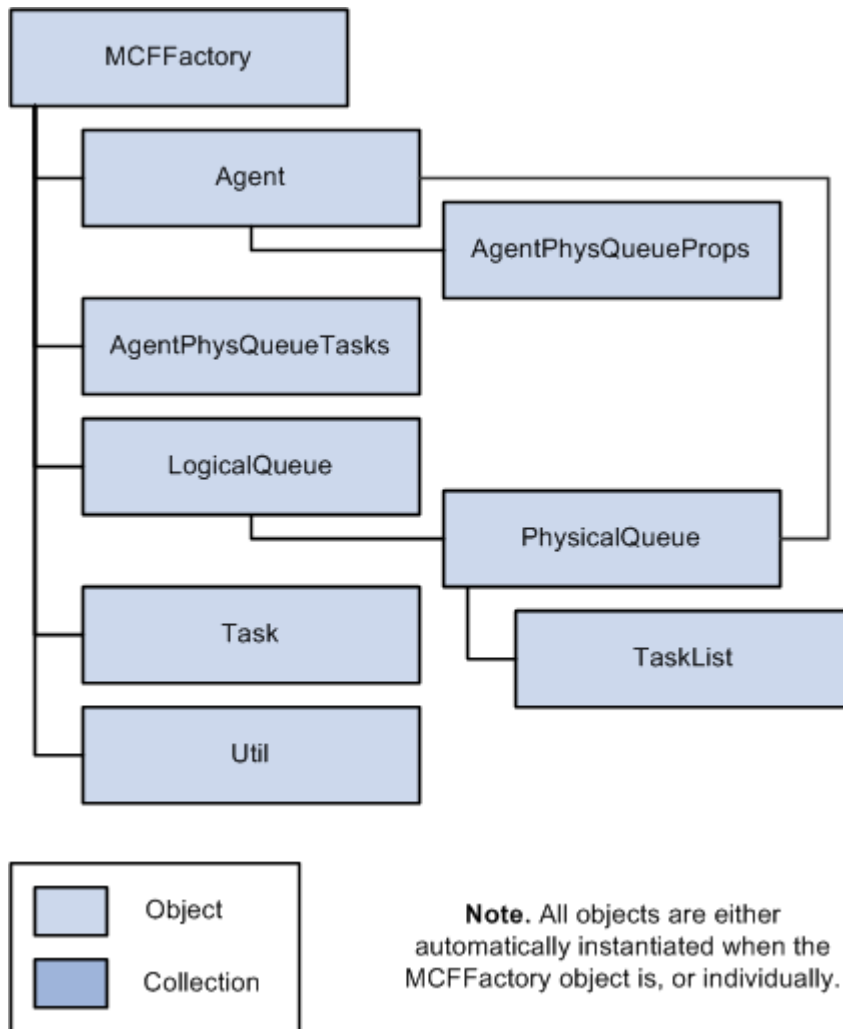 MCFFactory
Agent
AgentPhysQueueProps
AgentPhysQueueTasks
LogicalQueue
PhysicalQueue
Task
TaskList
Util
Object
Collection
Note. All objects are either
automatically instantiated when the
MCFFactory object is, or individually.